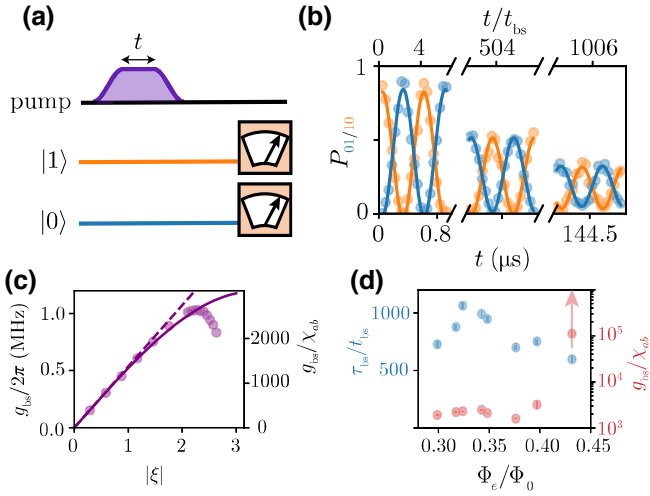 (a)
t
pump
|1⟩
|0⟩
(b)
t/t_bs
0 4 504 1006
1
0
P_01/10
0 0.8 144.5
t (μs)
(c)
1.0
0.5
0.0
g_bs/2π (MHz)
2000
1000
0
g_bs/χ_ab
0 1 2 3
|ξ|
(d)
1000
500
τ_bs/t_bs
10^5
10^4
10^3
g_bs/χ_ab
0.30 0.35 0.40 0.45
Φ_e/Φ_0